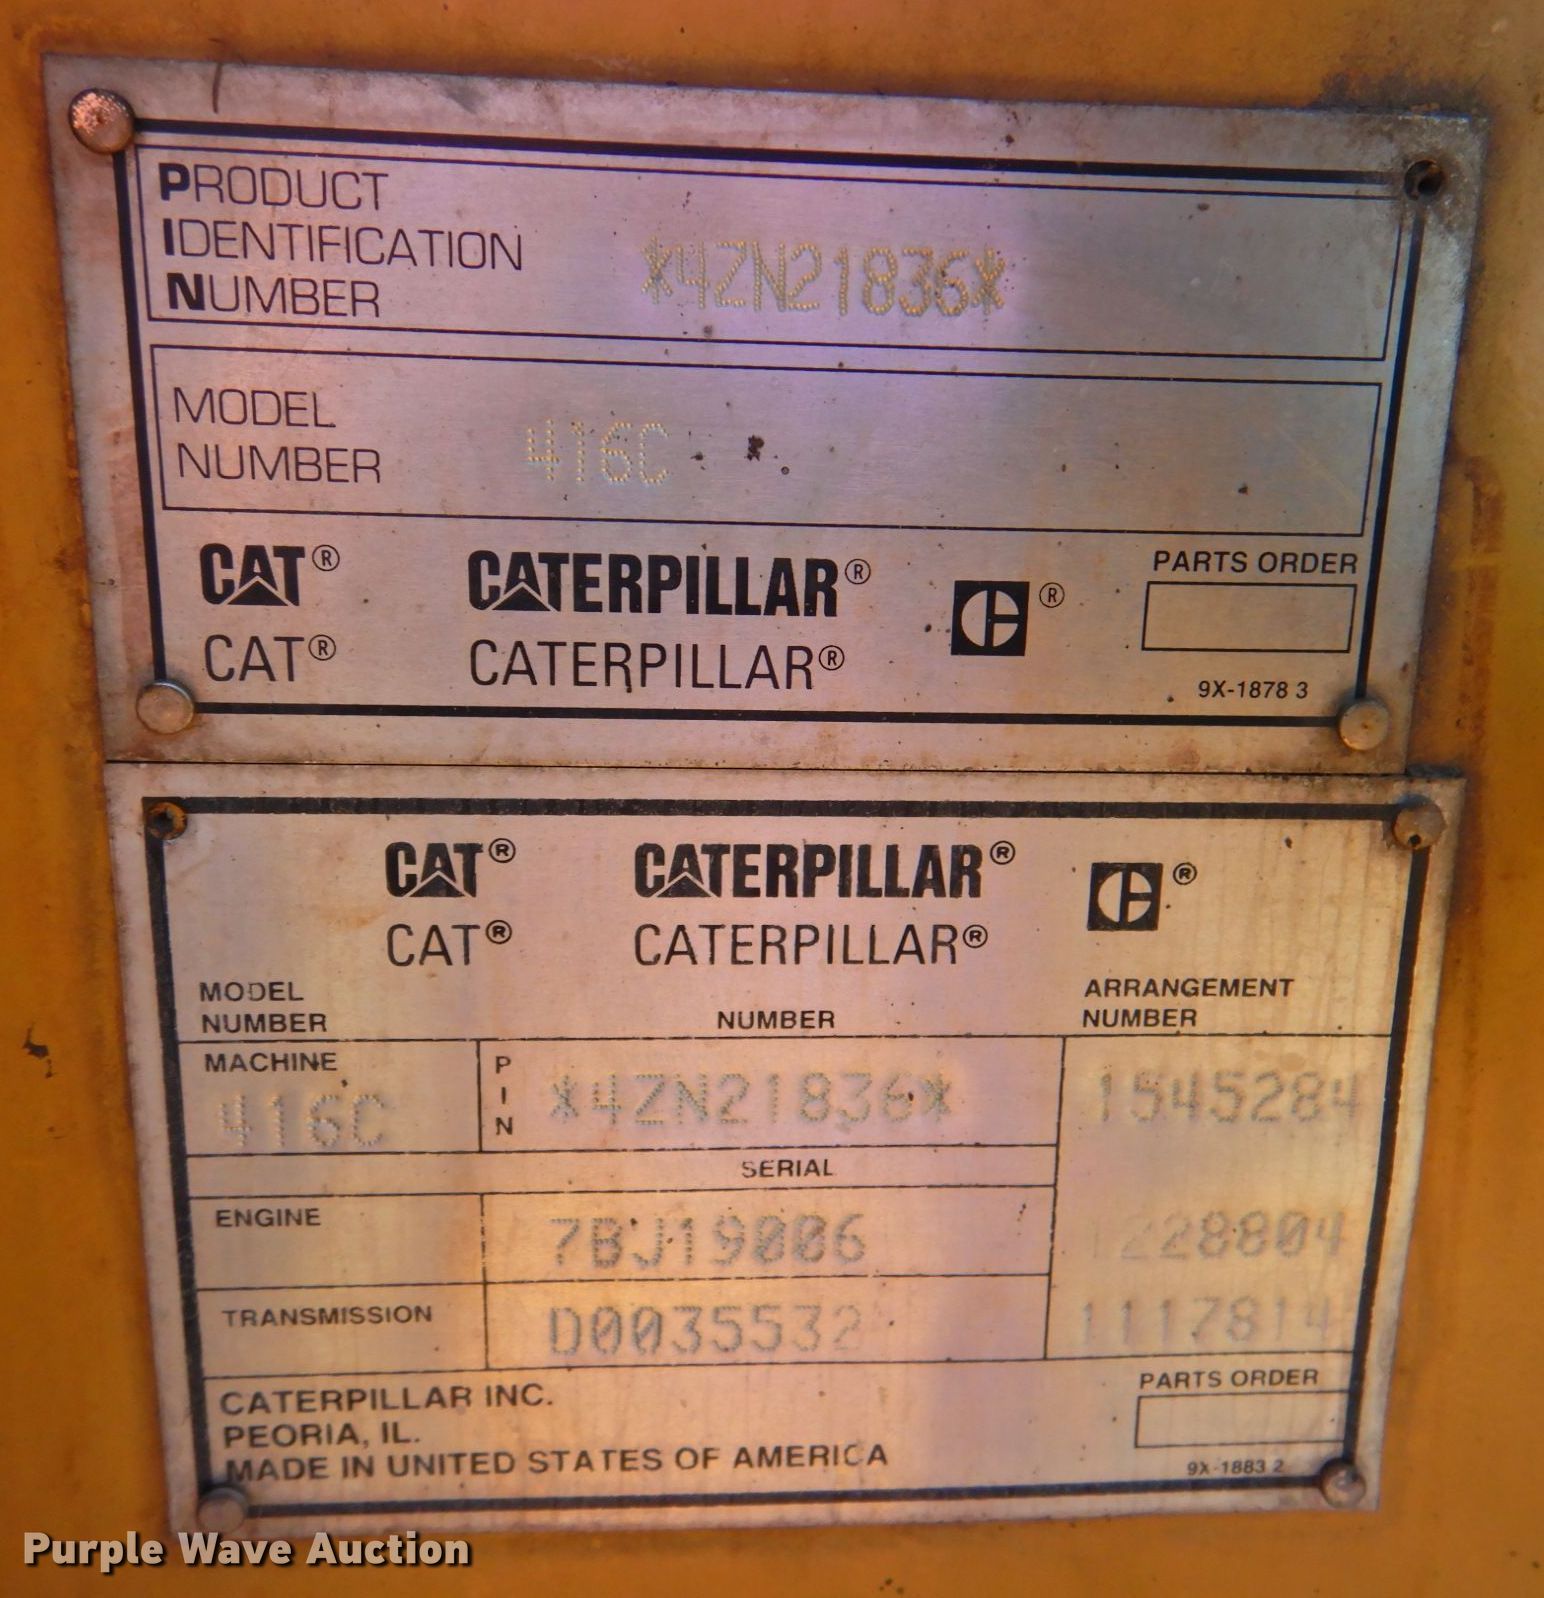 PRODUCT
IDENTIFICATION
NUMBER
*4ZN21836*
MODEL
NUMBER
416C
CAT® CATERPILLAR® ®
PARTS ORDER
CAT® CATERPILLAR®
9X-1878 3
CAT® CATERPILLAR® ®
CAT® CATERPILLAR®
MODEL
NUMBER
NUMBER
ARRANGEMENT
NUMBER
MACHINE
416C
PIN
*4ZN21836*
1545284
SERIAL
ENGINE
7BJ19006
1228804
TRANSMISSION
D0035532
1117814
CATERPILLAR INC.
PEORIA, IL.
MADE IN UNITED STATES OF AMERICA
PARTS ORDER
9X-1883 2
Purple Wave Auction